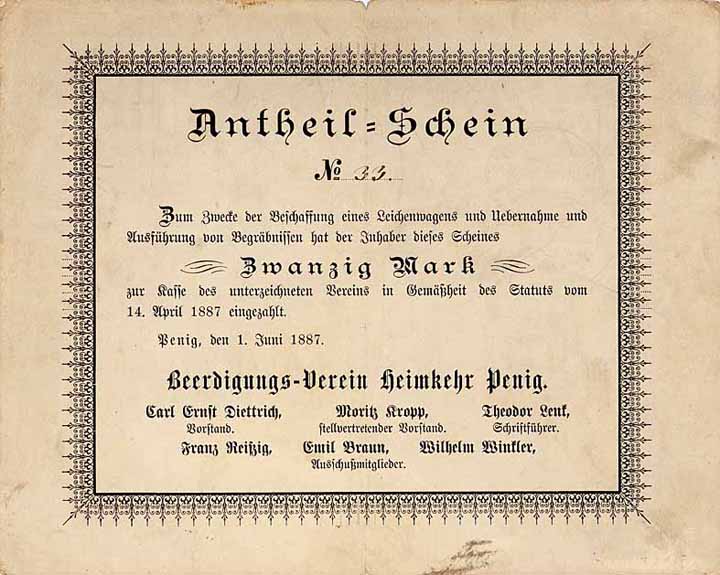 Antheil=Schein
No 33.
Zum Zwecke der Beschaffung eines Leichenwagens und Uebernahme und
Ausführung von Begräbnissen hat der Inhaber dieses Scheines
Zwanzig Mark
zur Kasse des unterzeichneten Vereins in Gemäßheit des Statuts vom
14. April 1887 eingezahlt.
Penig, den 1. Juni 1887.
Beerdigungs-Verein Heimkehr Penig.
Carl Ernst Diettrich, Moritz Kropp, Theodor Lenk,
Vorstand. stellvertretender Vorstand. Schriftführer.
Franz Reißig, Emil Braun, Wilhelm Winkler,
Ausschußmitglieder.